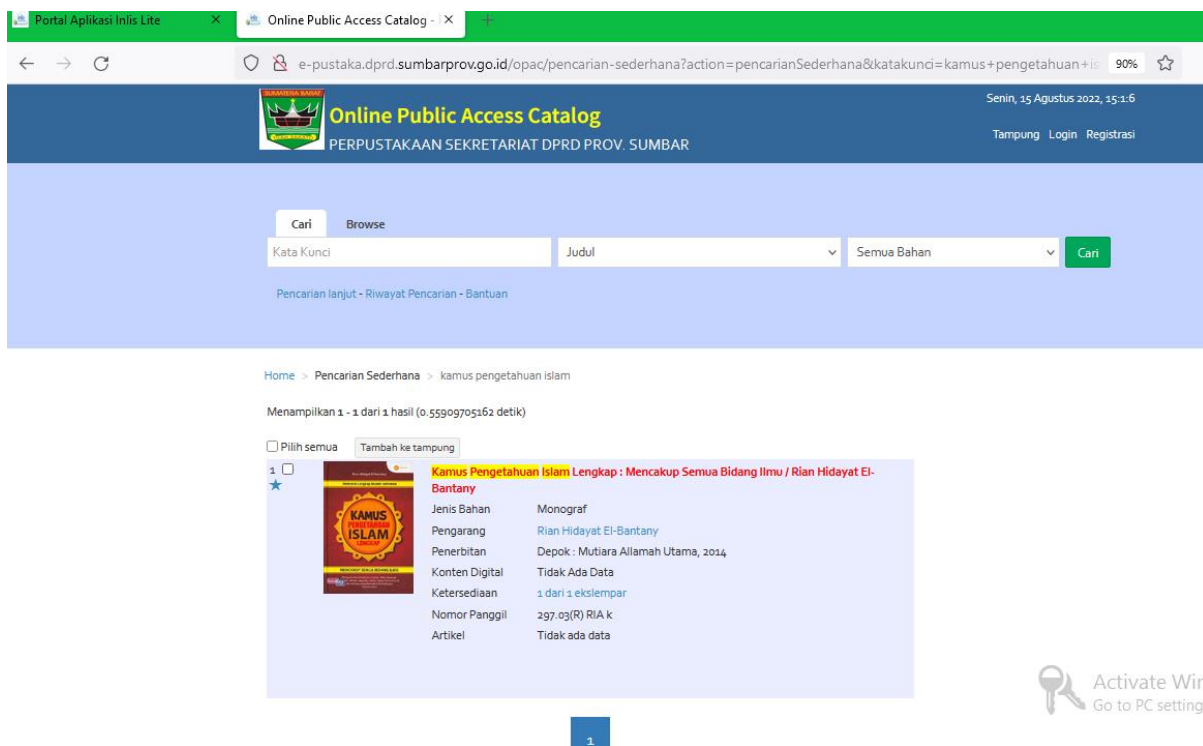 Portal Aplikasi Inlis Lite
Online Public Access Catalog -
e-pustaka.dprd.sumbarprov.go.id/opac/pencarian-sederhana?action=pencarianSederhana&katakunci=kamus+pengetahuan+is 90%
SUMATERA BARAT
Online Public Access Catalog
PERPUSTAKAAN SEKRETARIAT DPRD PROV. SUMBAR
Senin, 15 Agustus 2022, 15:1:6
Tampung Login Registrasi
Cari Browse
Kata Kunci Judul Semua Bahan Cari
Pencarian lanjut - Riwayat Pencarian - Bantuan
Home > Pencarian Sederhana > kamus pengetahuan islam
Menampilkan 1 - 1 dari 1 hasil (0.55909705162 detik)
Pilih semua Tambah ke tampung
1
KAMUS
PENGETAHUAN
ISLAM
LENGKAP
Kamus Pengetahuan Islam Lengkap : Mencakup Semua Bidang Ilmu / Rian Hidayat El-
Bantany
Jenis Bahan Monograf
Pengarang Rian Hidayat El-Bantany
Penerbitan Depok : Mutiara Allamah Utama, 2014
Konten Digital Tidak Ada Data
Ketersediaan 1 dari 1 ekslempar
Nomor Panggil 297.03(R) RIA k
Artikel Tidak ada data
Activate Win
Go to PC setting
1